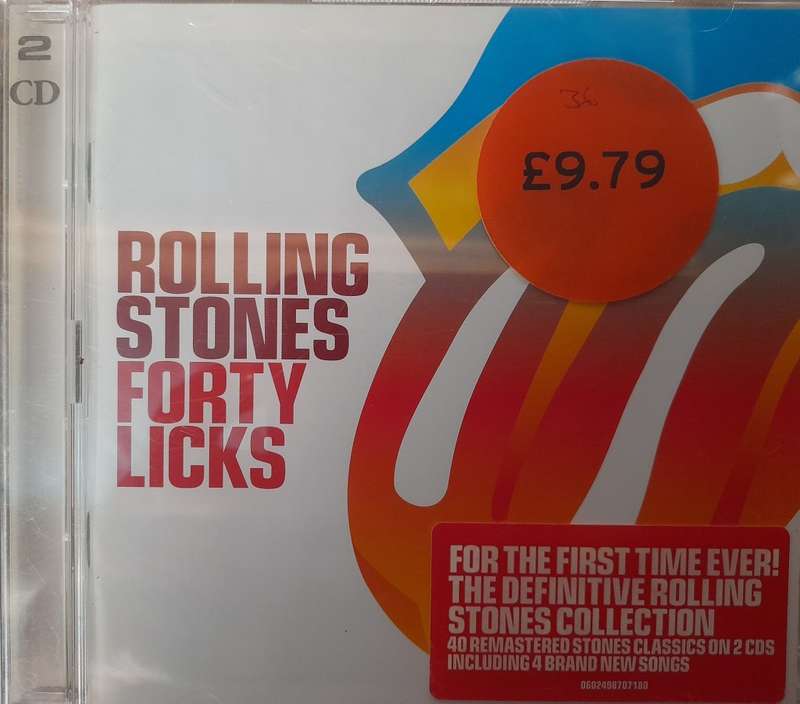 2
CD
36
£9.79
ROLLING
STONES
FORTY
LICKS
FOR THE FIRST TIME EVER!
THE DEFINITIVE ROLLING
STONES COLLECTION
40 REMASTERED STONES CLASSICS ON 2 CDS
INCLUDING 4 BRAND NEW SONGS
0602498707180